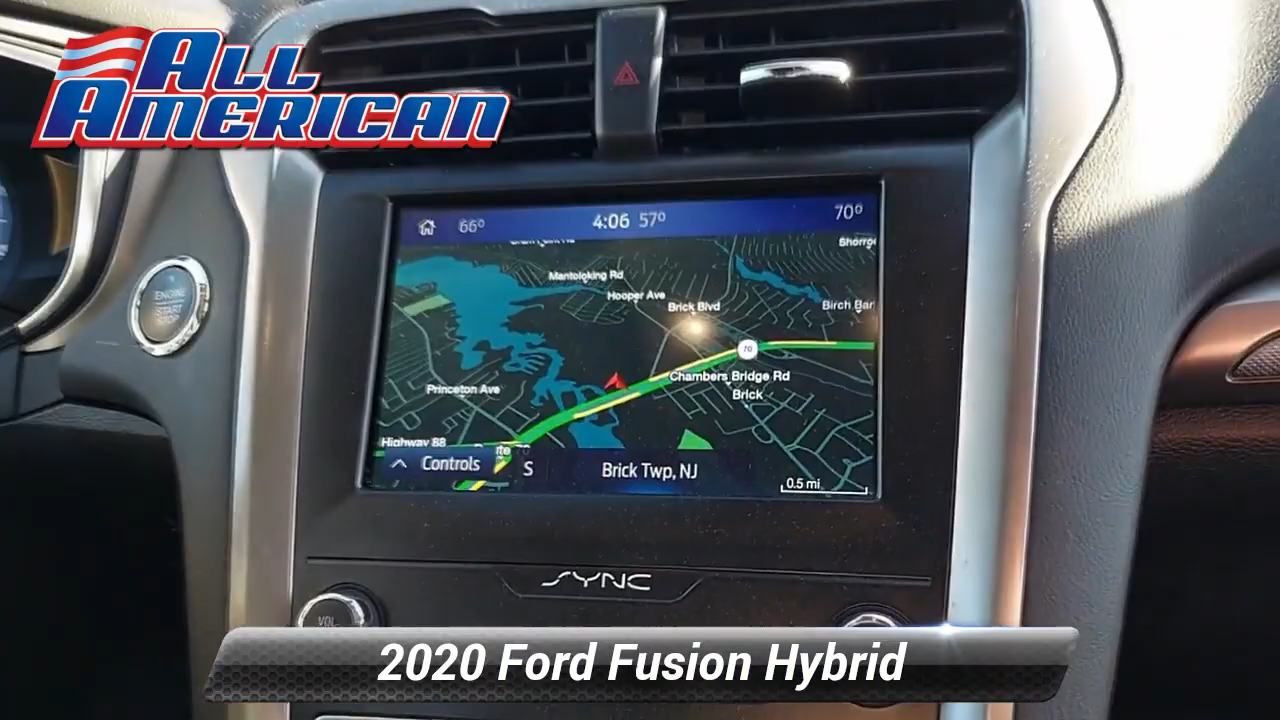 ALL
AMERICAN
66°
4:06 57°
70°
Mantoloking Rd
Hooper Ave
Brick Blvd
Birch Bar
70
Chambers Bridge Rd
Brick
Princeton Ave
Highway 88
Controls
S
Brick Twp, NJ
0.5 mi
ENGINE
START
SYNC
VOL
2020 Ford Fusion Hybrid